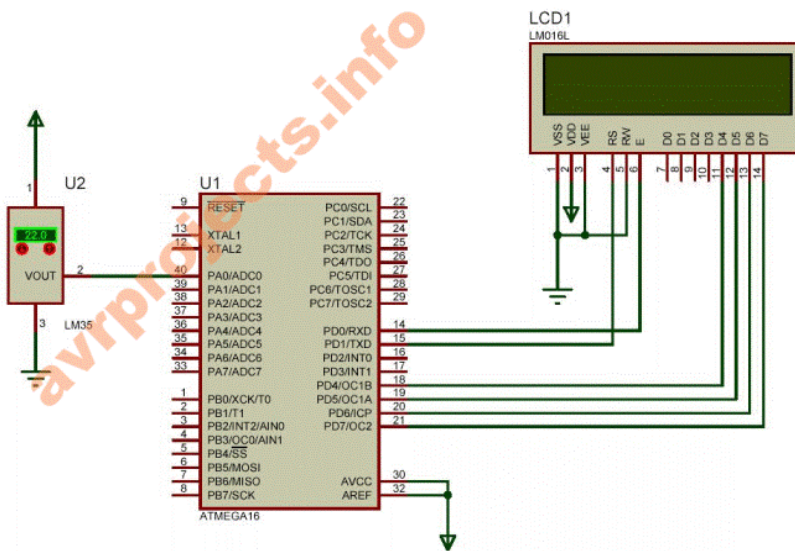 avrprojects.info
LCD1
LM016L
VSS
VDD
VEE
RS
RW
E
D0
D1
D2
D3
D4
D5
D6
D7
1
2
3
4
5
6
7
8
9
10
11
12
13
14
1
U2
22.0
VOUT
2
3
LM35
U1
9 RESET
13 XTAL1
12 XTAL2
40 PA0/ADC0
39 PA1/ADC1
38 PA2/ADC2
37 PA3/ADC3
36 PA4/ADC4
35 PA5/ADC5
34 PA6/ADC6
33 PA7/ADC7
1 PB0/XCK/T0
2 PB1/T1
3 PB2/INT2/AIN0
4 PB3/OC0/AIN1
5 PB4/SS
6 PB5/MOSI
7 PB6/MISO
8 PB7/SCK
PC0/SCL 22
PC1/SDA 23
PC2/TCK 24
PC3/TMS 25
PC4/TDO 26
PC5/TDI 27
PC6/TOSC1 28
PC7/TOSC2 29
PD0/RXD 14
PD1/TXD 15
PD2/INT0 16
PD3/INT1 17
PD4/OC1B 18
PD5/OC1A 19
PD6/ICP 20
PD7/OC2 21
AVCC 30
AREF 32
ATMEGA16